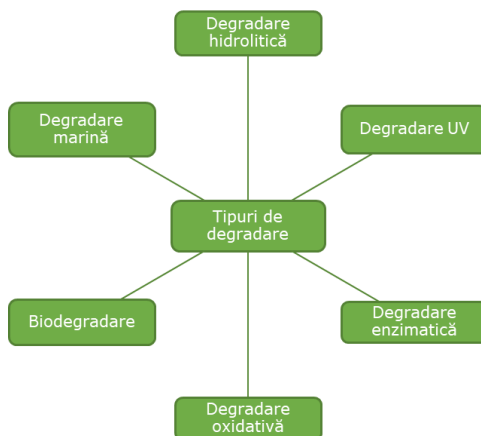 Degradare
hidrolitică
Degradare
marină
Degradare UV
Tipuri de
degradare
Biodegradare
Degradare
enzimatică
Degradare
oxidativă